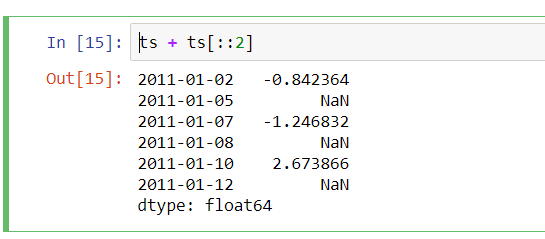 In [15]: ts + ts[::2]
Out[15]: 2011-01-02   -0.842364
2011-01-05         NaN
2011-01-07   -1.246832
2011-01-08         NaN
2011-01-10    2.673866
2011-01-12         NaN
dtype: float64